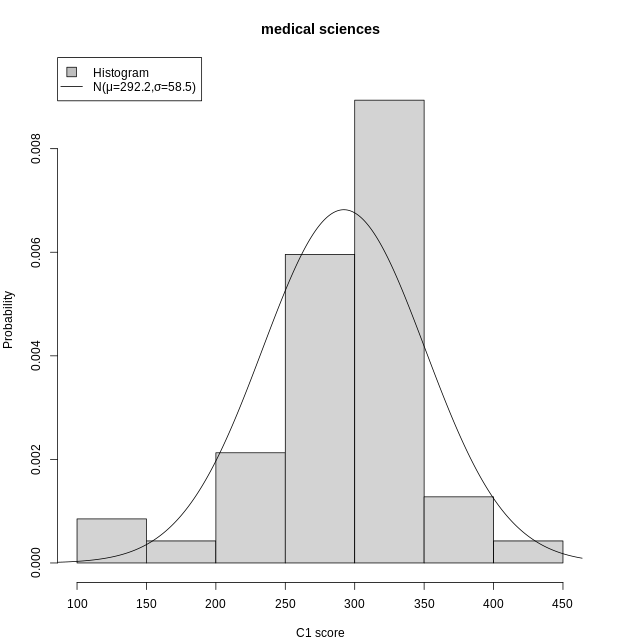 medical sciences
Histogram
N(μ=292.2,σ=58.5)
Probability
0.008
0.006
0.004
0.002
0.000
100 150 200 250 300 350 400 450
C1 score